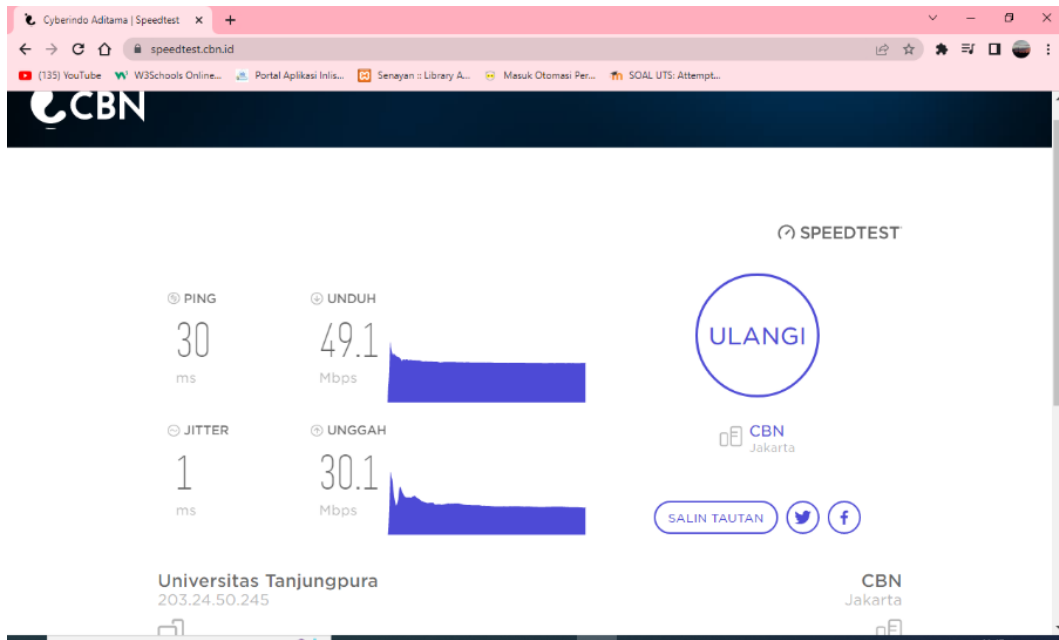 Cyberindo Aditama | Speedtest
speedtest.cbn.id
(135) YouTube W3Schools Online... Portal Aplikasi Inlis... Senayan :: Library A... Masuk Otomasi Per... SOAL UTS: Attempt...
CBN
SPEEDTEST
PING UNDUH
30 49.1
ms Mbps
ULANGI
JITTER UNGGAH
1 30.1
ms Mbps
CBN
Jakarta
SALIN TAUTAN
Universitas Tanjungpura
203.24.50.245
CBN
Jakarta